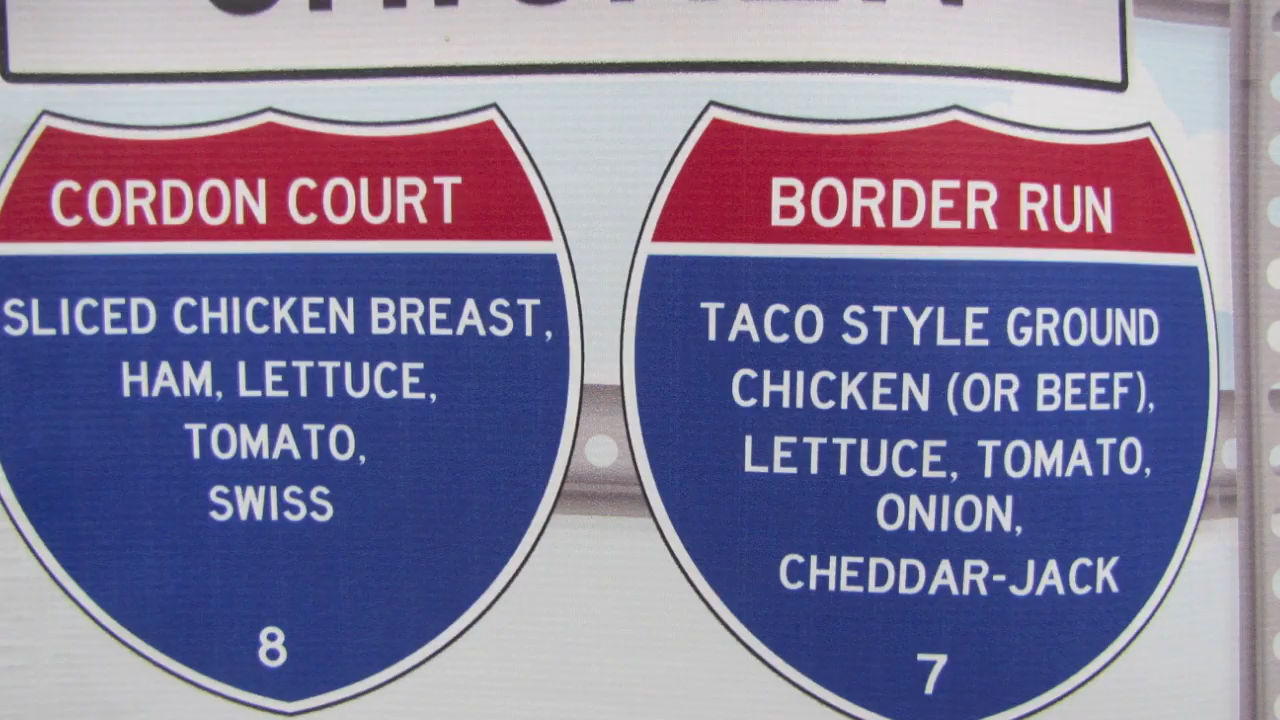 CORDON COURT
SLICED CHICKEN BREAST,
HAM, LETTUCE,
TOMATO,
SWISS
8
BORDER RUN
TACO STYLE GROUND
CHICKEN (OR BEEF),
LETTUCE, TOMATO,
ONION,
CHEDDAR-JACK
7